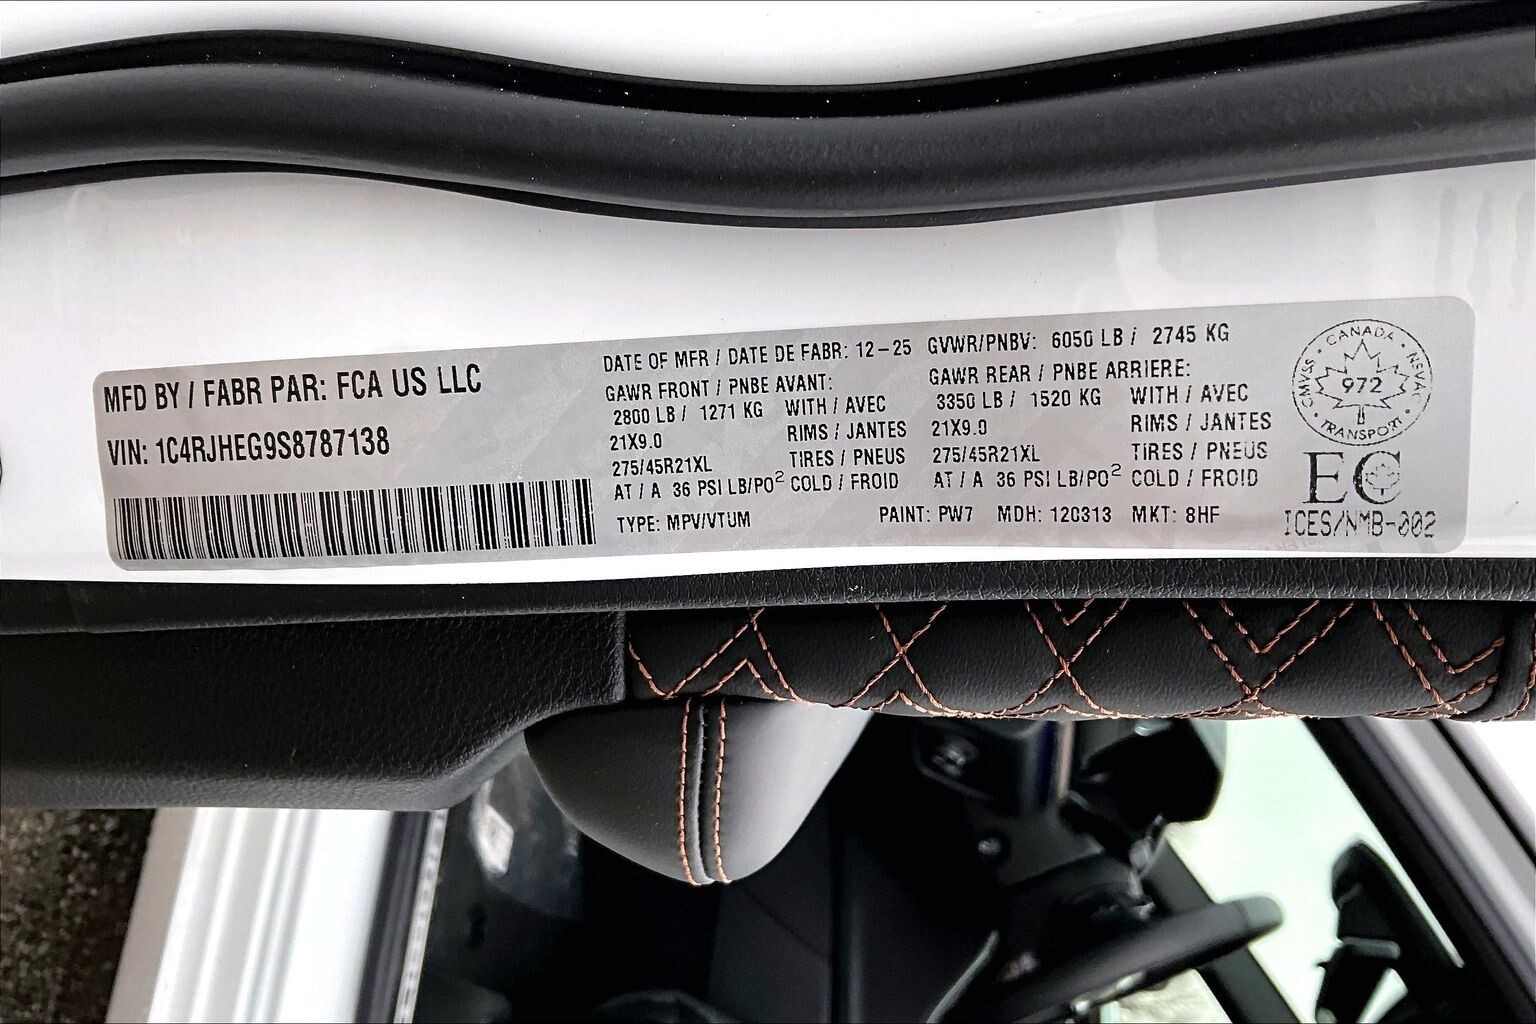 MFD BY / FABR PAR: FCA US LLC
VIN: 1C4RJHEG9S8787138
DATE OF MFR / DATE DE FABR: 12-25 GVWR/PNBV: 6050 LB / 2745 KG
GAWR FRONT / PNBE AVANT: GAWR REAR / PNBE ARRIERE:
2800 LB / 1271 KG WITH / AVEC 3350 LB / 1520 KG WITH / AVEC
21X9.0 RIMS / JANTES 21X9.0 RIMS / JANTES
275/45R21XL TIRES / PNEUS 275/45R21XL TIRES / PNEUS
AT / A 36 PSI LB/PO² COLD / FROID AT / A 36 PSI LB/PO² COLD / FROID
TYPE: MPV/VTUM PAINT: PW7 MDH: 120313 MKT: 8HF
CANADA
CMVSS · NSVAC
972
TRANSPORT
EC
ICES/NMB-002